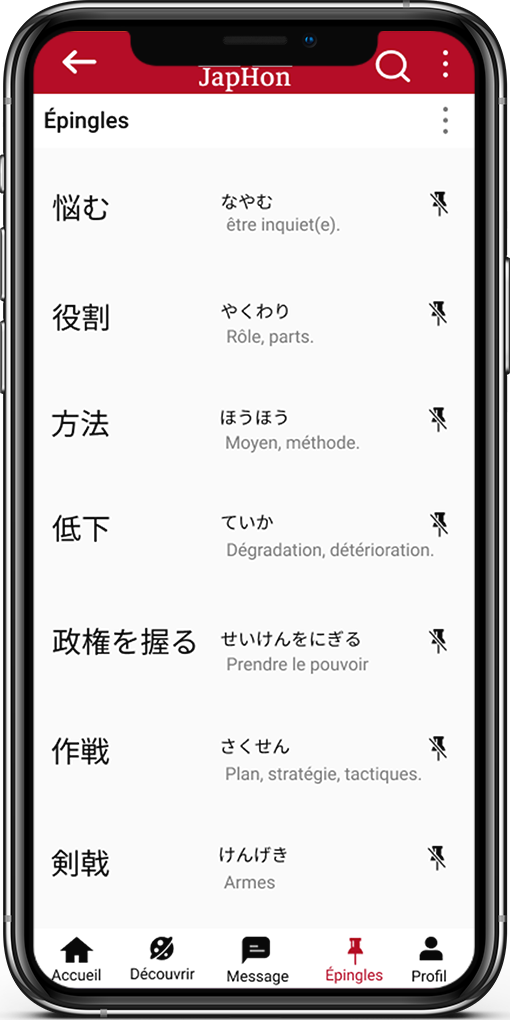 JapHon
Épingles
悩む
なやむ
être inquiet(e).
役割
やくわり
Rôle, parts.
方法
ほうほう
Moyen, méthode.
低下
ていか
Dégradation, détérioration.
政権を握る
せいけんをにぎる
Prendre le pouvoir
作戦
さくせん
Plan, stratégie, tactiques.
剣戟
けんげき
Armes
Accueil
Découvrir
Message
Épingles
Profil